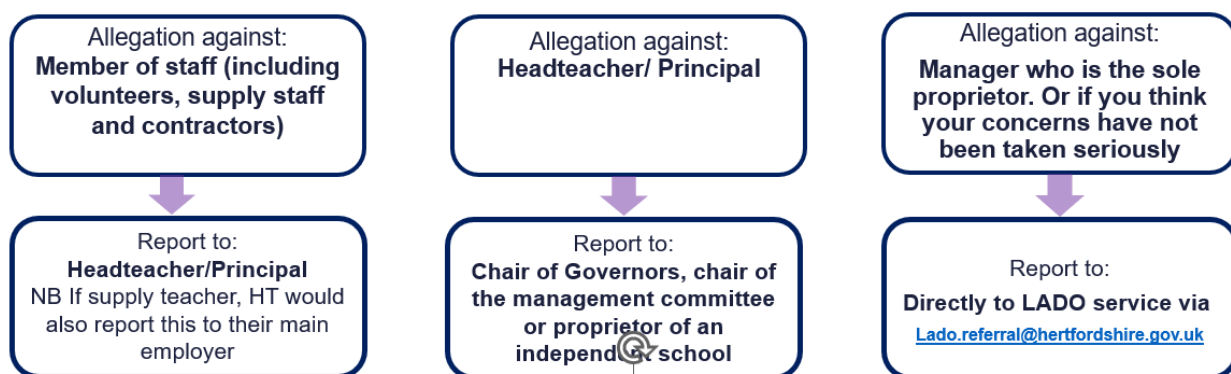 Allegation against:
Member of staff (including
volunteers, supply staff
and contractors)
Allegation against:
Headteacher/ Principal
Allegation against:
Manager who is the sole
proprietor. Or if you think
your concerns have not
been taken seriously
Report to:
Headteacher/Principal
NB If supply teacher, HT would
also report this to their main
employer
Report to:
Chair of Governors, chair of
the management committee
or proprietor of an
independent school
Report to:
Directly to LADO service via
Lado.referral@hertfordshire.gov.uk